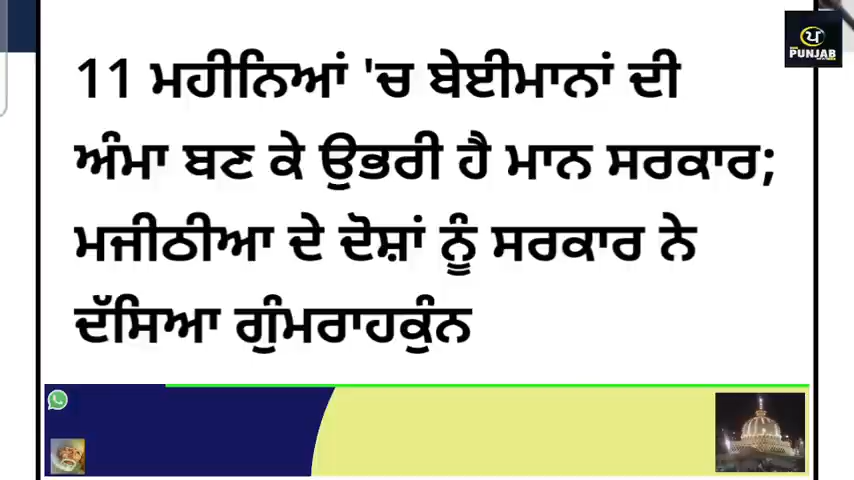 11 ਮਹੀਨਿਆਂ 'ਚ ਬੇਈਮਾਨਾਂ ਦੀ
ਅੰਮਾ ਬਣ ਕੇ ਉਭਰੀ ਹੈ ਮਾਨ ਸਰਕਾਰ;
ਮਜੀਠੀਆ ਦੇ ਦੋਸ਼ਾਂ ਨੂੰ ਸਰਕਾਰ ਨੇ
ਦੱਸਿਆ ਗੁੰਮਰਾਹਕੁੰਨ
ਪ
PUNJAB